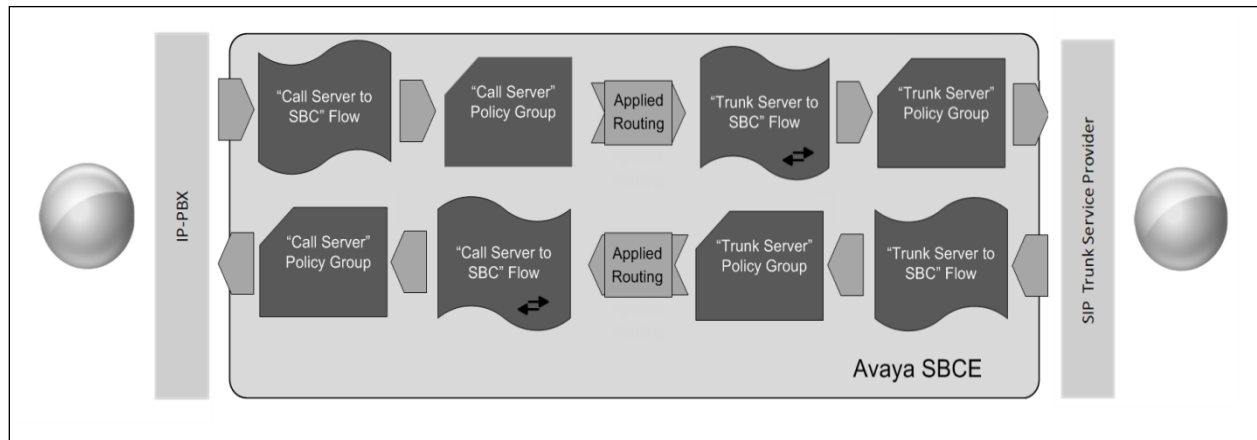 IP-PBX
“Call Server to
SBC” Flow
“Call Server”
Policy Group
Applied
Routing
“Trunk Server to
SBC” Flow
“Trunk Server”
Policy Group
“Call Server”
Policy Group
“Call Server to
SBC” Flow
Applied
Routing
“Trunk Server”
Policy Group
“Trunk Server to
SBC” Flow
Avaya SBCE
SIP Trunk Service Provider